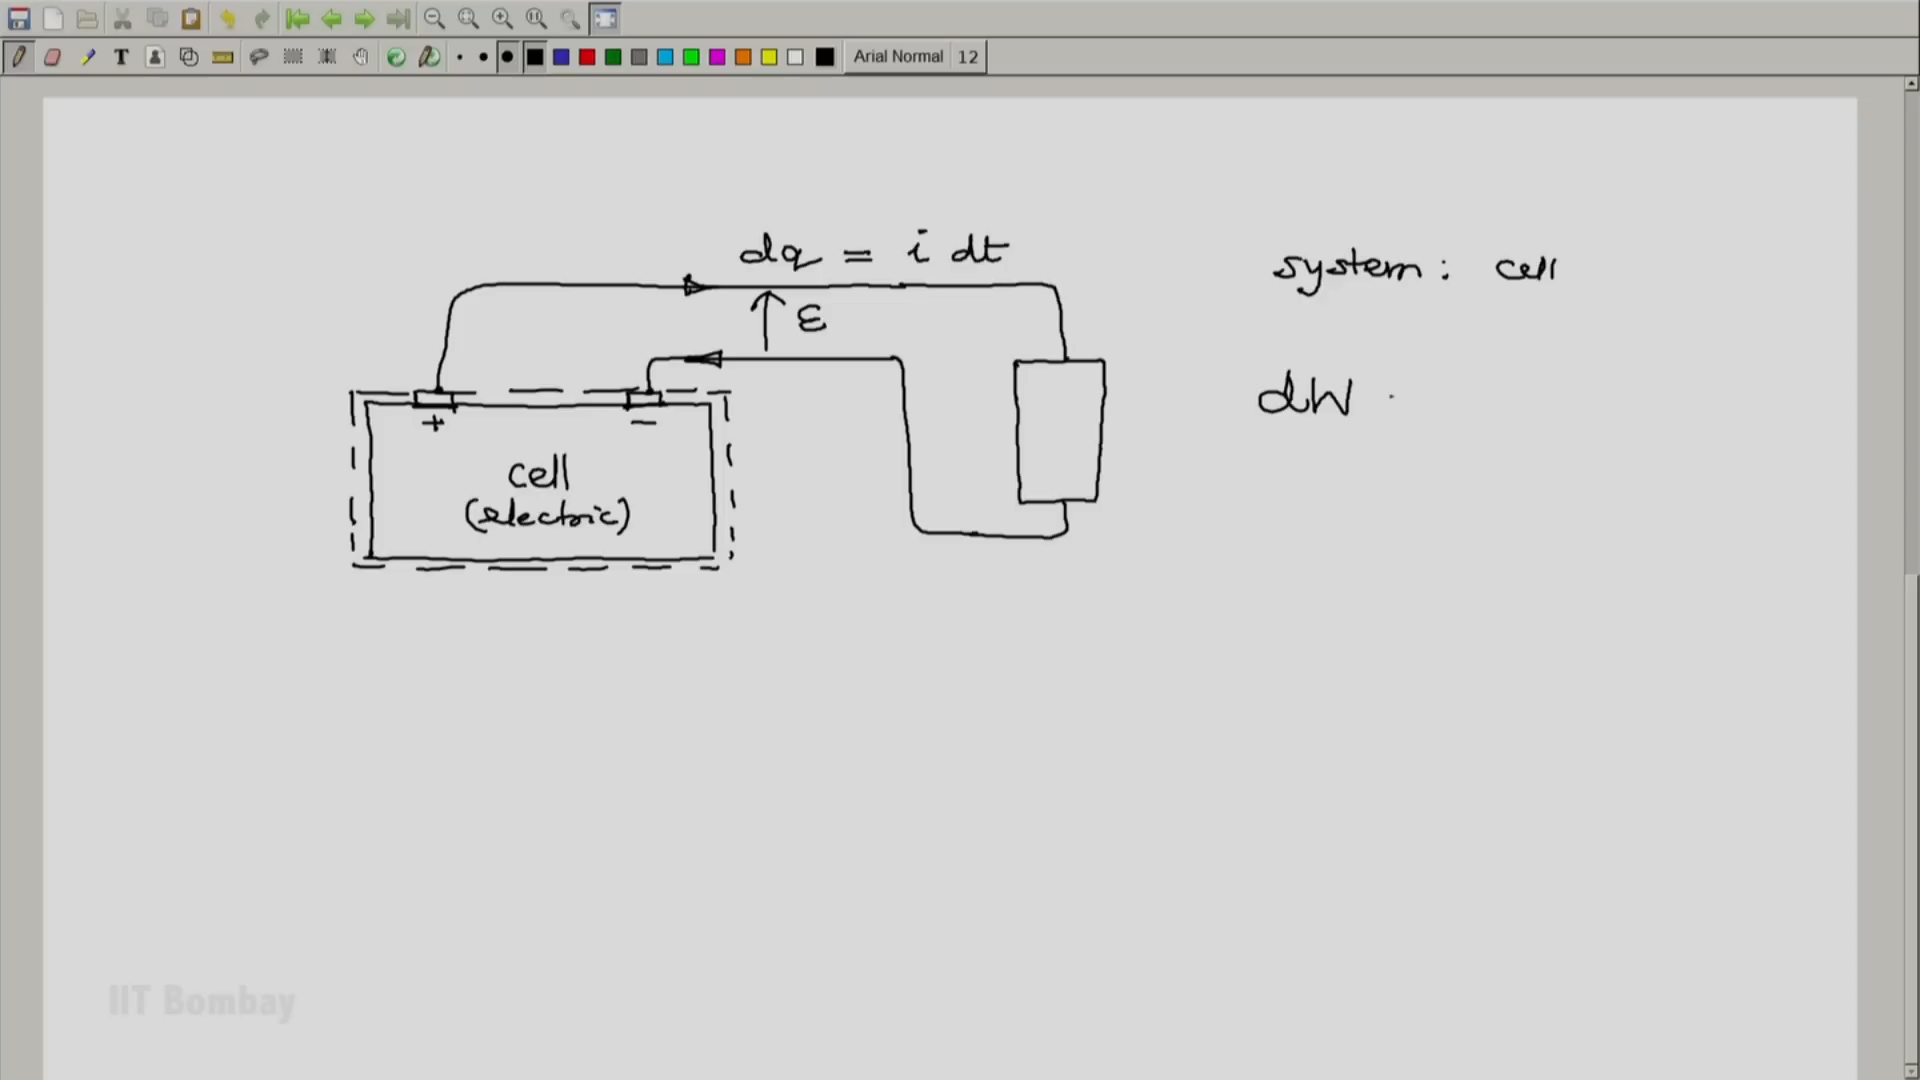 Arial Normal 12
dq = i dt
system : cell
ε
dW
+ −
cell
(electric)
IIT Bombay